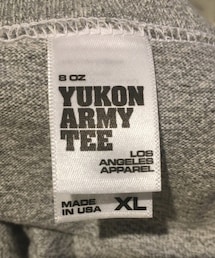 8 OZ
YUKON
ARMY
TEE
LOS
ANGELES
APPAREL
MADE
IN USA
XL